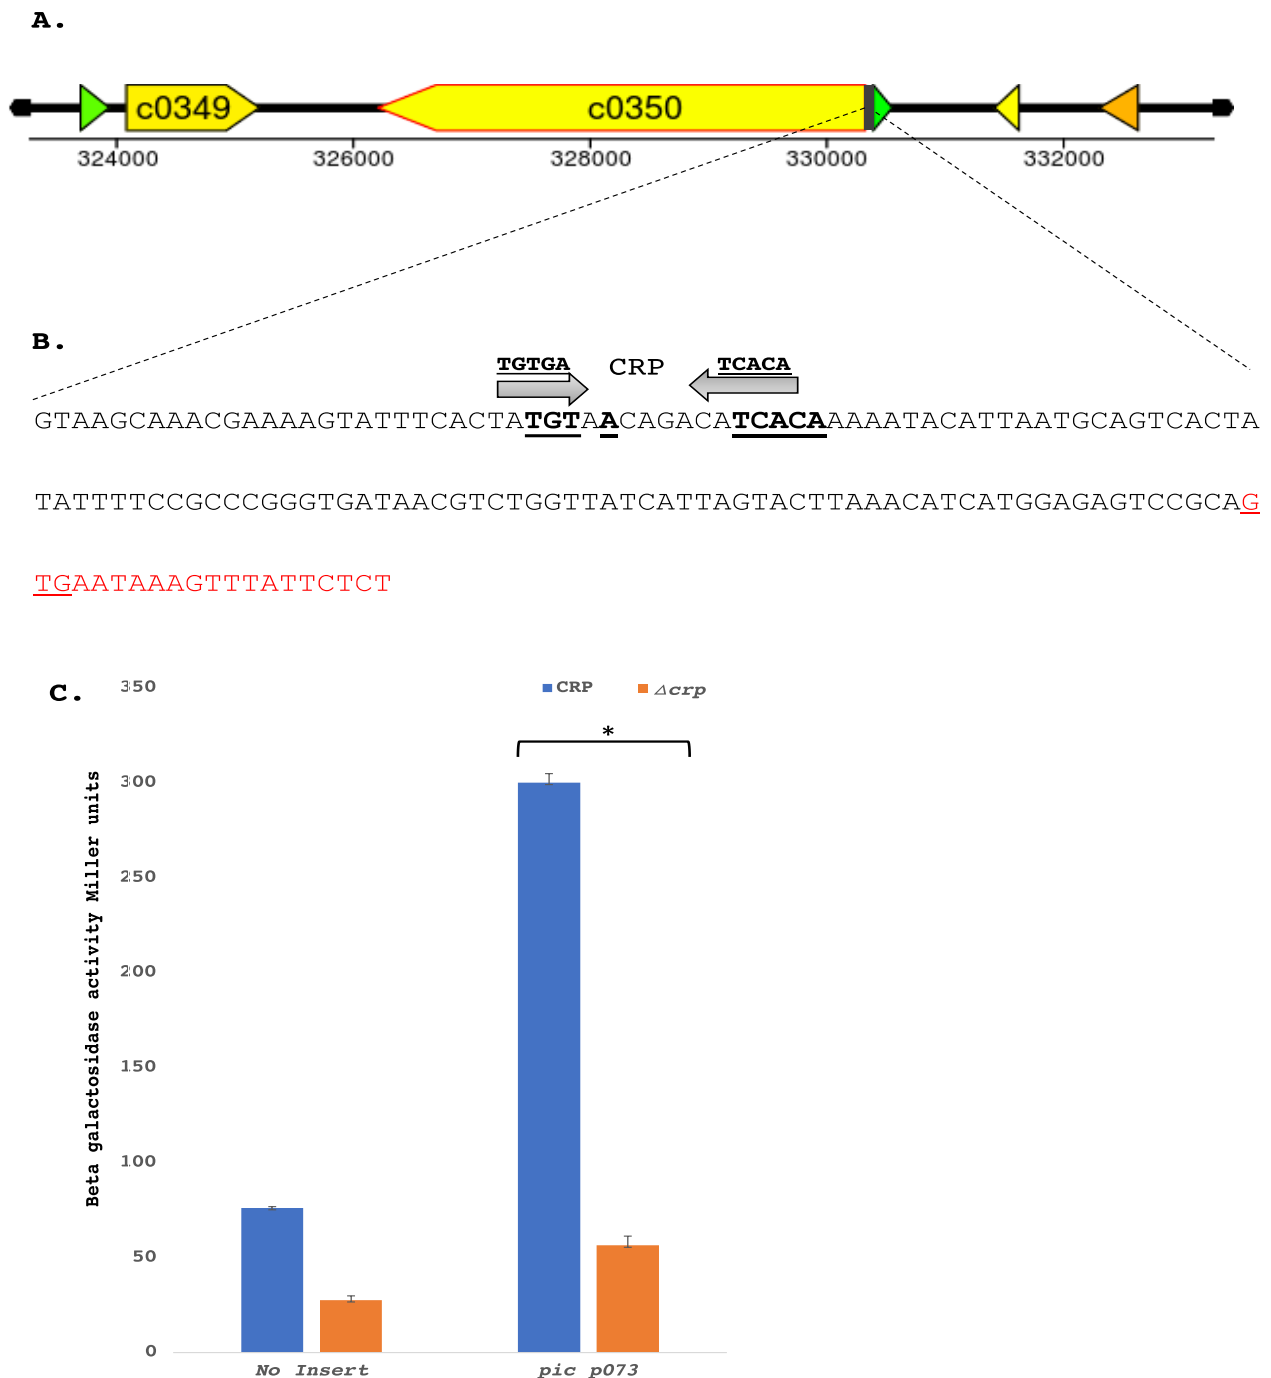 A.
c0349 c0350
324000 326000 328000 330000 332000
B.
TGTGA CRP TCACA
GTAAGCAAACGAAAAGTATTTCACTATGTAACAGACATCACAAAAATACATTAATGCAGTCACTA
TATTTTCCGCCCGGGTGATAACGTCTGGTTATCATTAGTACTTAAACATCATGGAGAGTCCGCAG
TGAATAAAGTTTATTCTCT
C.
350
CRP Δcrp
*
300
250
200
150
100
50
0
Beta galactosidase activity Miller units
No Insert pic p073